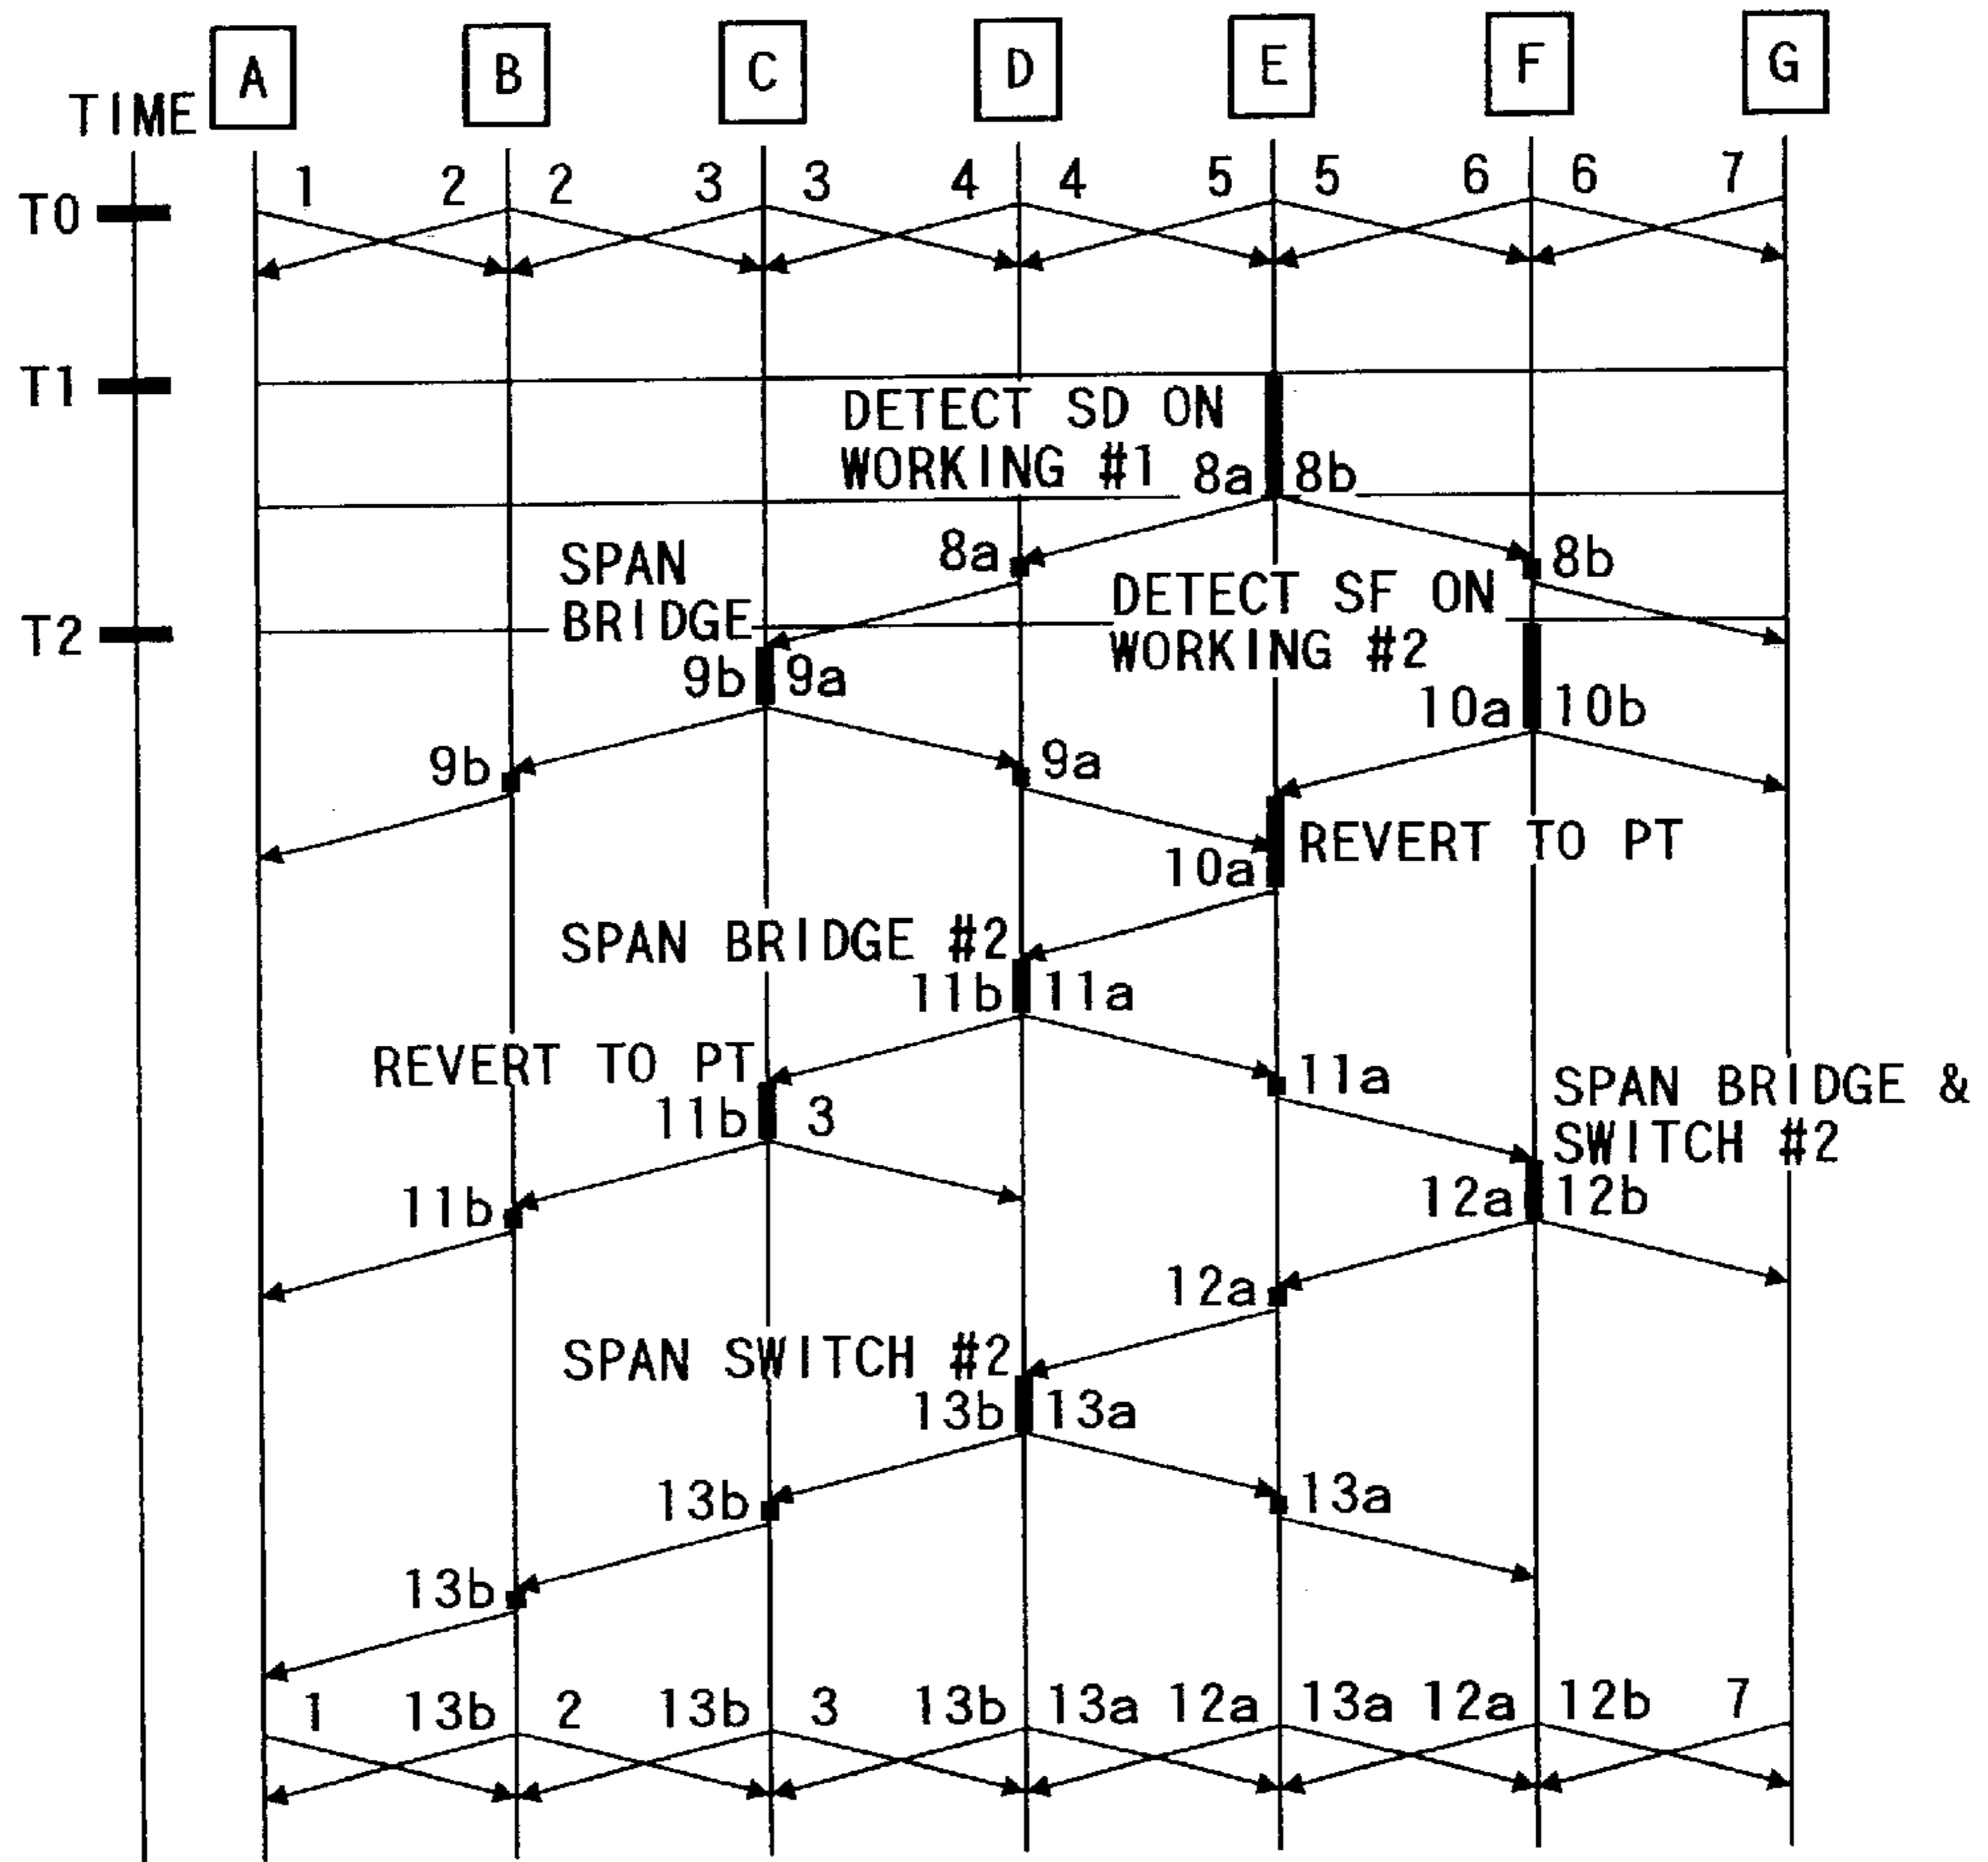 A B C D E F G
TIME
1 2 2 3 3 4 4 5 5 6 6 7
T0
T1
DETECT SD ON
WORKING #1 8a 8b
8a 8b
SPAN
BRIDGE
DETECT SF ON
WORKING #2
T2
9b 9a
10a 10b
9b 9a
REVERT TO PT
10a
SPAN BRIDGE #2
11b 11a
REVERT TO PT
11b 3
11a
SPAN BRIDGE &
SWITCH #2
11b
12a 12b
12a
SPAN SWITCH #2
13b 13a
13b 13a
13b
1 13b 2 13b 3 13b 13a 12a 13a 12a 12b 7